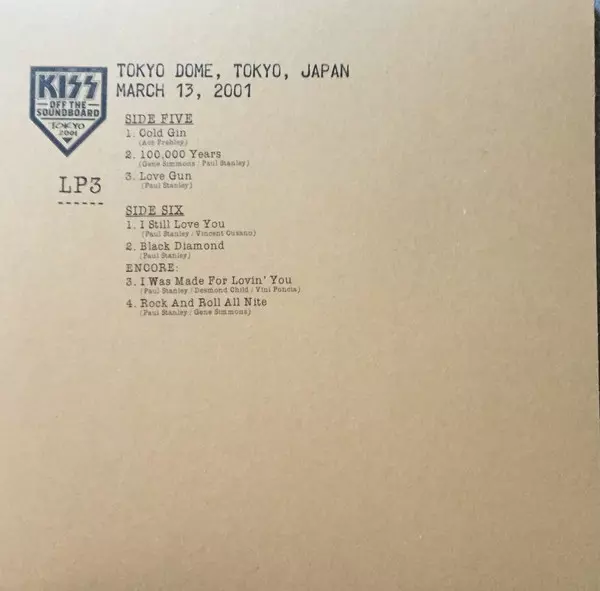 KISS
OFF THE
SOUNDBOARD
TOKYO
2001
TOKYO DOME, TOKYO, JAPAN
MARCH 13, 2001
LP3
SIDE FIVE
1. Cold Gin
(Ace Frehley)
2. 100,000 Years
(Gene Simmons / Paul Stanley)
3. Love Gun
(Paul Stanley)
SIDE SIX
1. I Still Love You
(Paul Stanley / Vincent Cusano)
2. Black Diamond
(Paul Stanley)
ENCORE:
3. I Was Made For Lovin' You
(Paul Stanley / Desmond Child / Vini Poncia)
4. Rock And Roll All Nite
(Paul Stanley / Gene Simmons)